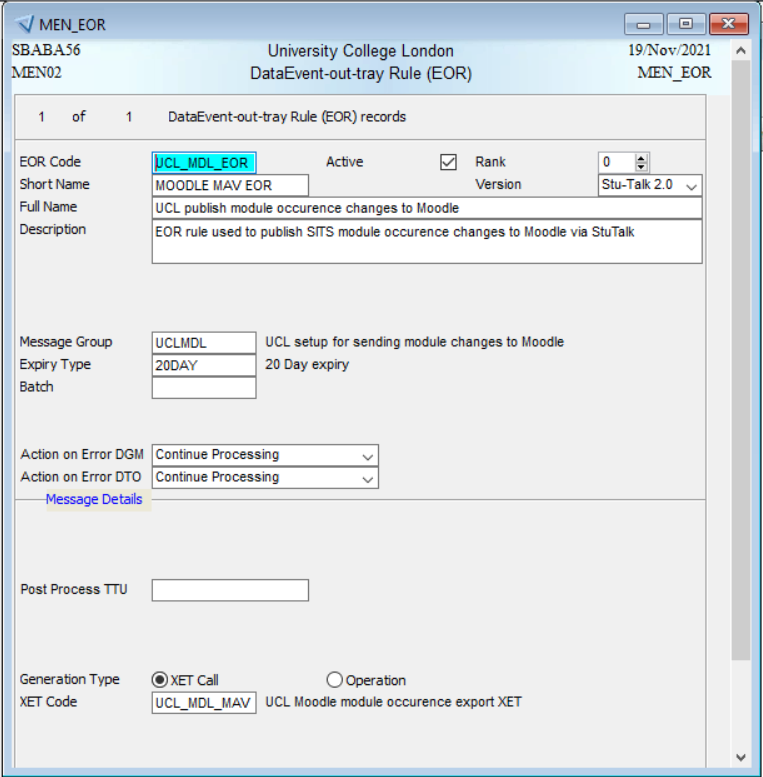 MEN_EOR
SBABA56 University College London 19/Nov/2021
MEN02 DataEvent-out-tray Rule (EOR) MEN_EOR
1 of 1 DataEvent-out-tray Rule (EOR) records
EOR Code UCL_MDL_EOR Active Rank 0
Short Name MOODLE MAV EOR Version Stu-Talk 2.0
Full Name UCL publish module occurence changes to Moodle
Description EOR rule used to publish SITS module occurence changes to Moodle via StuTalk
Message Group UCLMDL UCL setup for sending module changes to Moodle
Expiry Type 20DAY 20 Day expiry
Batch
Action on Error DGM Continue Processing
Action on Error DTO Continue Processing
Message Details
Post Process TTU
Generation Type XET Call Operation
XET Code UCL_MDL_MAV UCL Moodle module occurence export XET